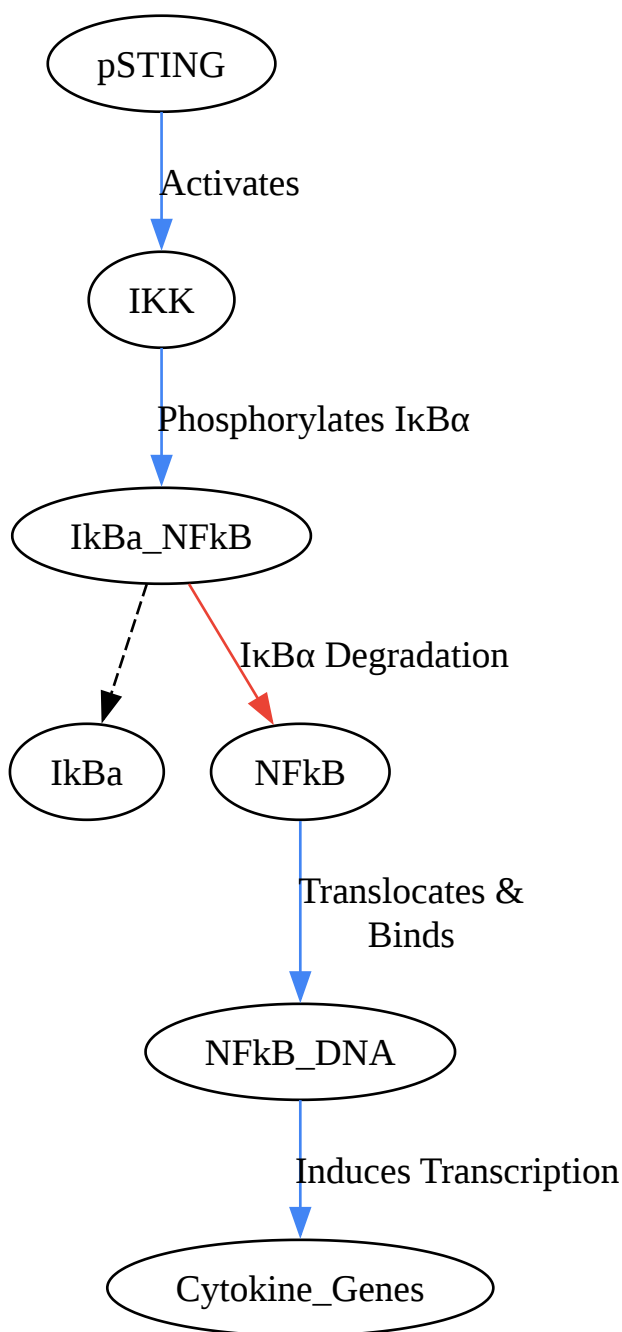 pSTING
Activates
IKK
Phosphorylates IκBα
IkBa_NFkB
IκBα Degradation
IkBa
NFkB
Translocates &
Binds
NFkB_DNA
Induces Transcription
Cytokine_Genes